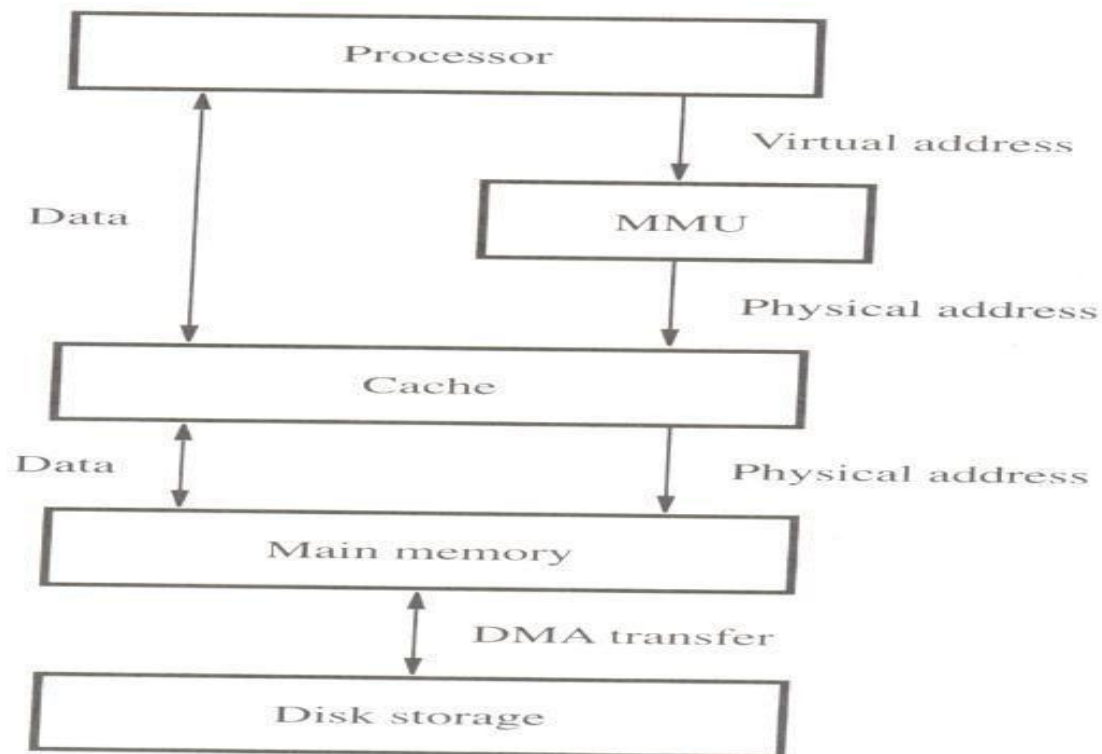 Processor
Virtual address
Data
MMU
Physical address
Cache
Data
Physical address
Main memory
DMA transfer
Disk storage